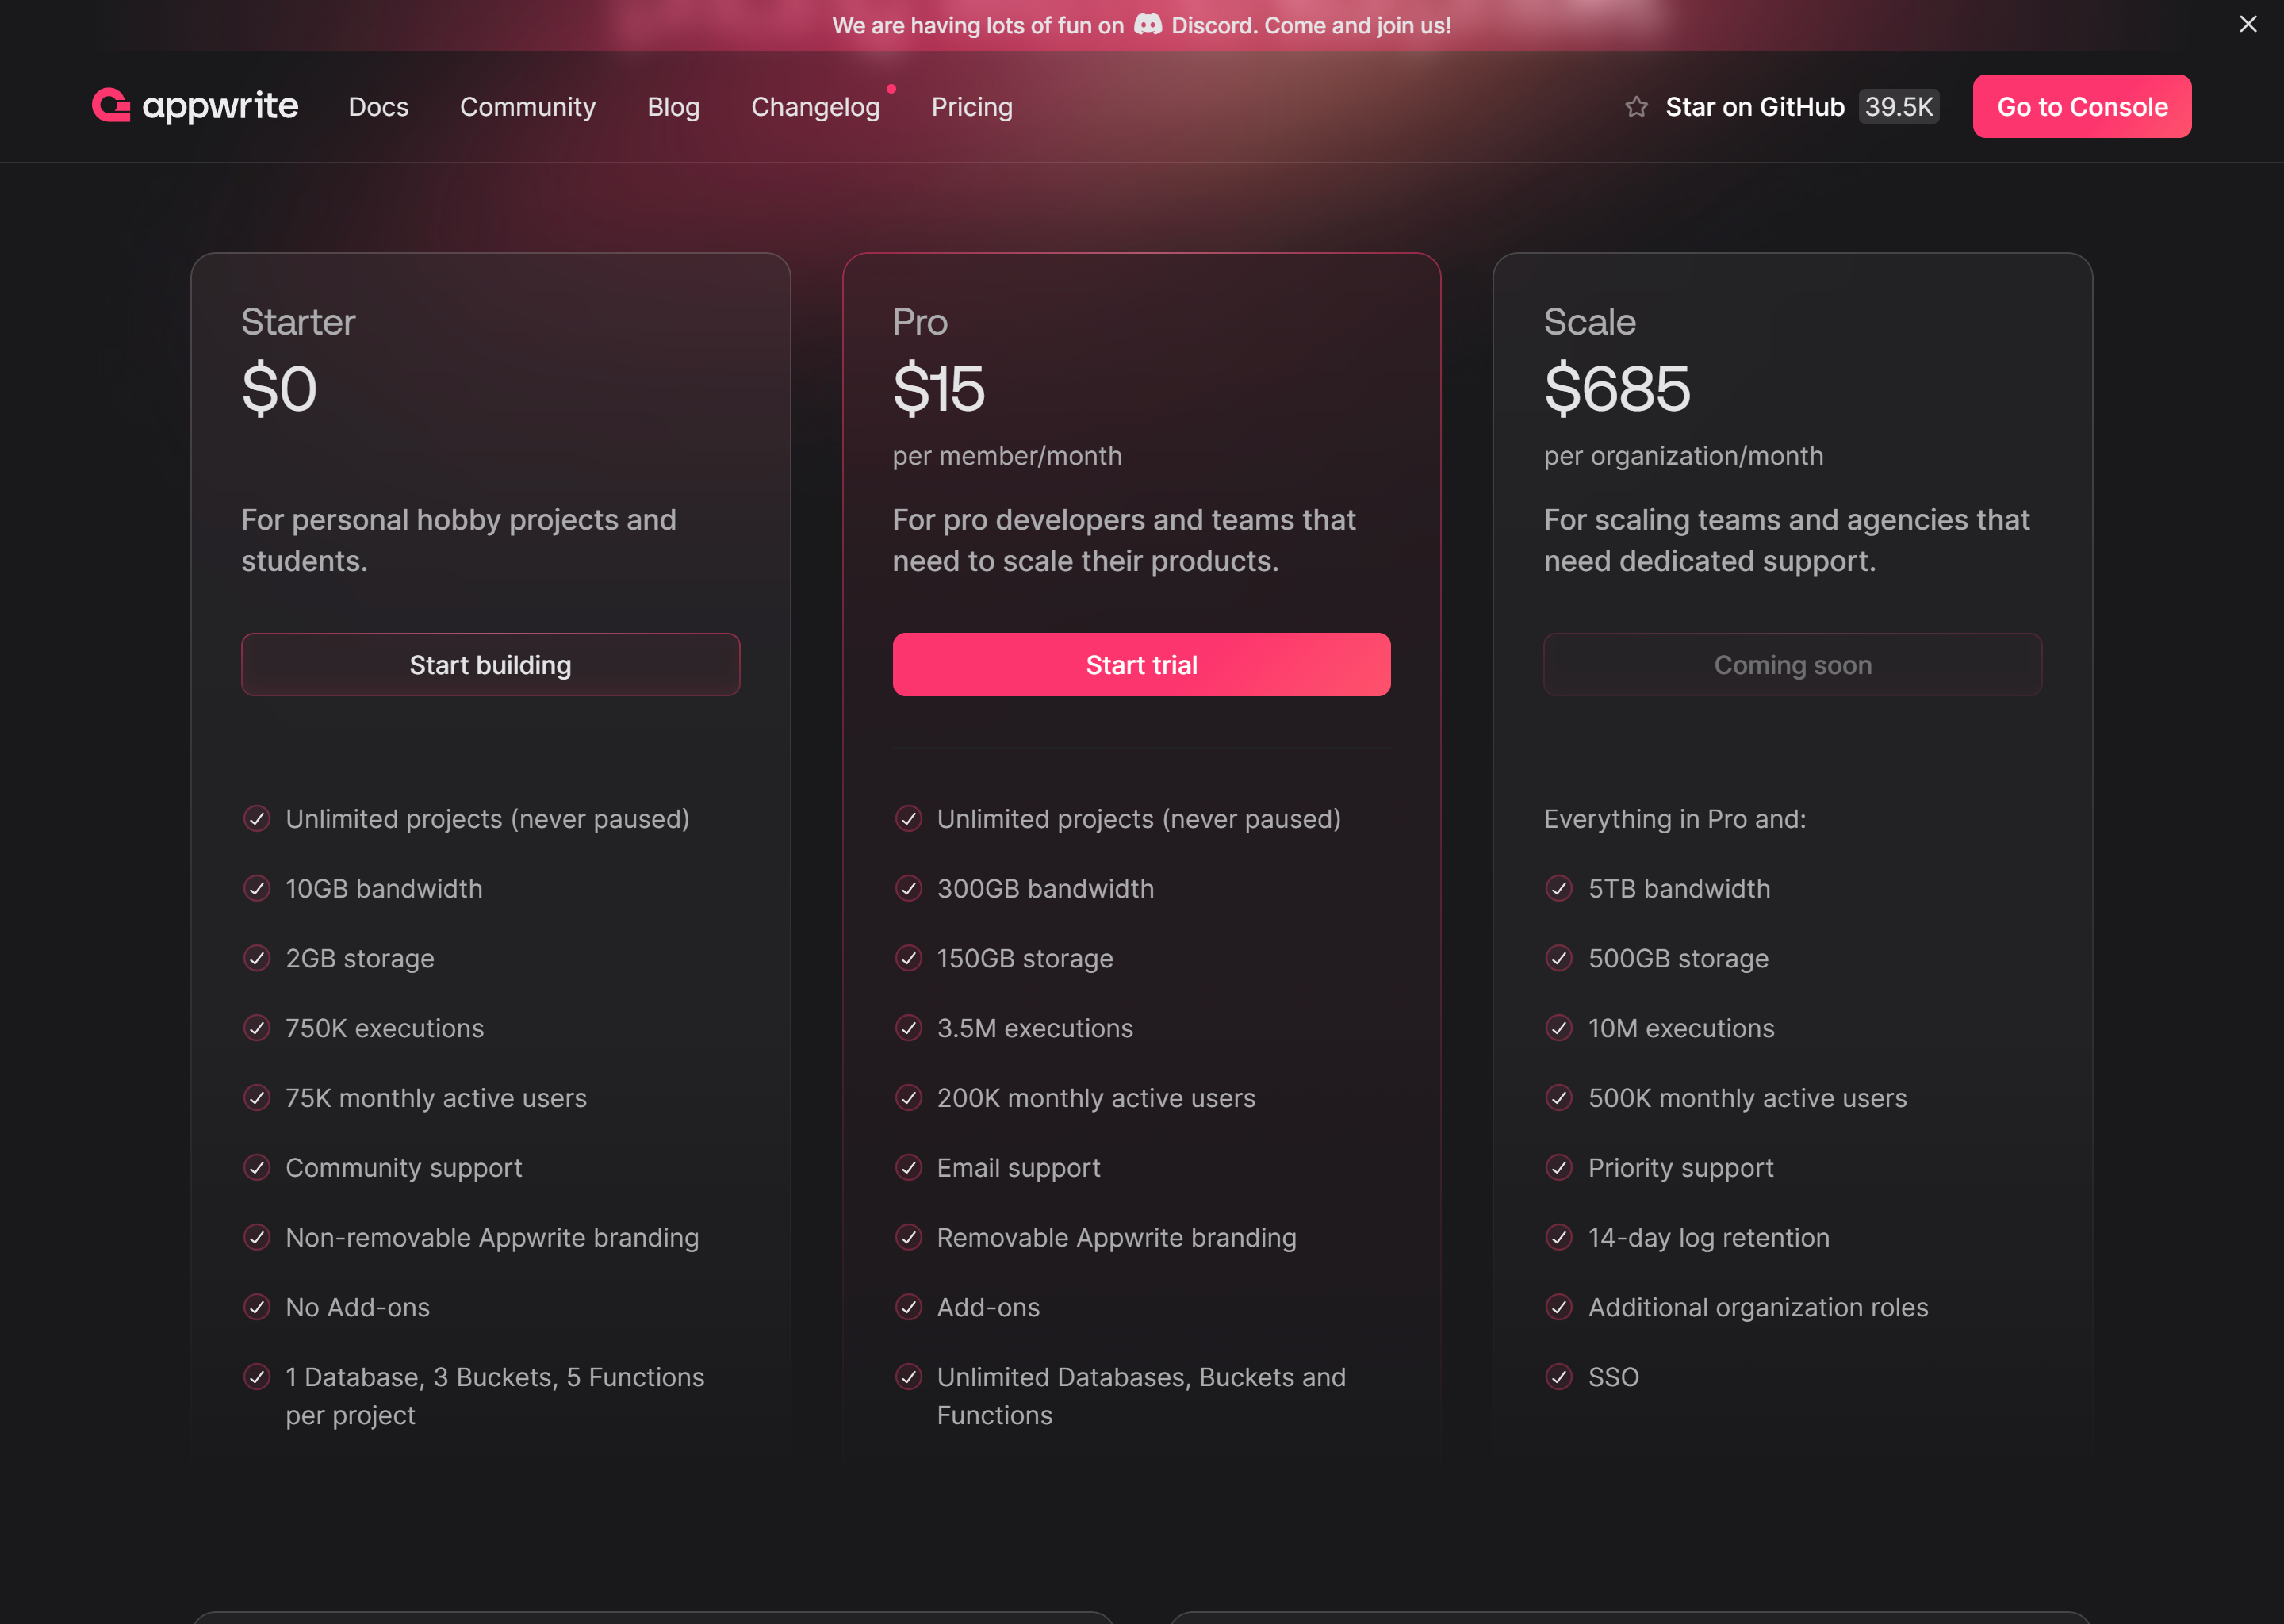 We are having lots of fun on Discord. Come and join us!
appwrite Docs Community Blog Changelog Pricing Star on GitHub 39.5K Go to Console
Starter
$0
For personal hobby projects and
students.
Start building
Unlimited projects (never paused)
10GB bandwidth
2GB storage
750K executions
75K monthly active users
Community support
Non-removable Appwrite branding
No Add-ons
1 Database, 3 Buckets, 5 Functions
per project
Pro
$15
per member/month
For pro developers and teams that
need to scale their products.
Start trial
Unlimited projects (never paused)
300GB bandwidth
150GB storage
3.5M executions
200K monthly active users
Email support
Removable Appwrite branding
Add-ons
Unlimited Databases, Buckets and
Functions
Scale
$685
per organization/month
For scaling teams and agencies that
need dedicated support.
Coming soon
Everything in Pro and:
5TB bandwidth
500GB storage
10M executions
500K monthly active users
Priority support
14-day log retention
Additional organization roles
SSO